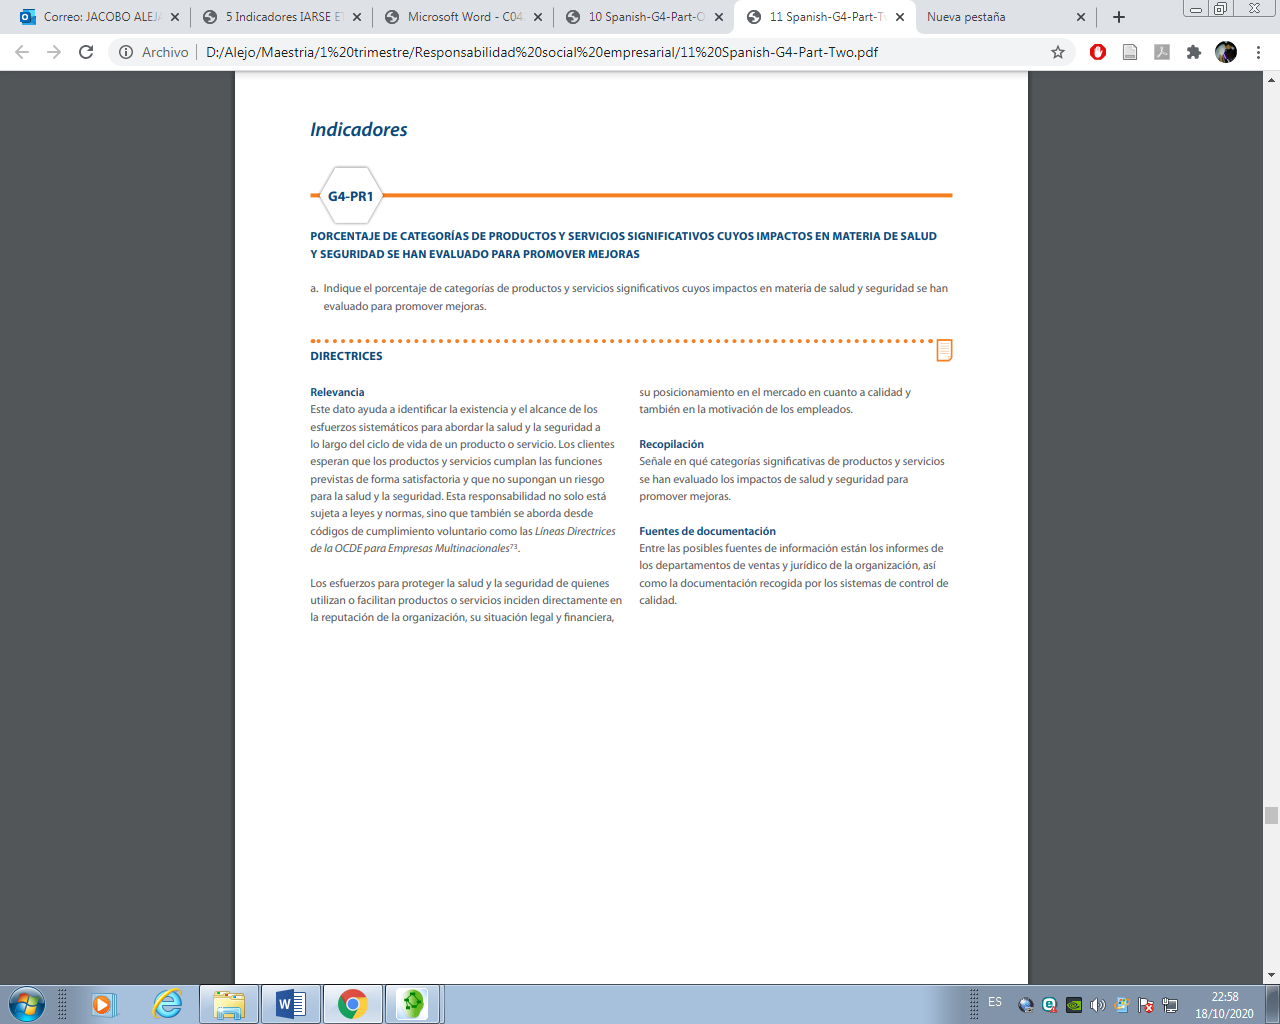 Correo: JACOBO ALEJA
5 Indicadores IARSE E
Microsoft Word - C04.
10 Spanish-G4-Part-O
11 Spanish-G4-Part-Tw
Nueva pestaña
Archivo
D:/Alejo/Maestria/1%20trimestre/Responsabilidad%20social%20empresarial/11%20Spanish-G4-Part-Two.pdf
Indicadores
G4-PR1
PORCENTAJE DE CATEGORÍAS DE PRODUCTOS Y SERVICIOS SIGNIFICATIVOS CUYOS IMPACTOS EN MATERIA DE SALUD
Y SEGURIDAD SE HAN EVALUADO PARA PROMOVER MEJORAS
a. Indique el porcentaje de categorías de productos y servicios significativos cuyos impactos en materia de salud y seguridad se han
evaluado para promover mejoras.
DIRECTRICES
Relevancia
Este dato ayuda a identificar la existencia y el alcance de los
esfuerzos sistemáticos para abordar la salud y la seguridad a
lo largo del ciclo de vida de un producto o servicio. Los clientes
esperan que los productos y servicios cumplan las funciones
previstas de forma satisfactoria y que no supongan un riesgo
para la salud y la seguridad. Esta responsabilidad no solo está
sujeta a leyes y normas, sino que también se aborda desde
códigos de cumplimiento voluntario como las Líneas Directrices
de la OCDE para Empresas Multinacionales⁷³.
Los esfuerzos para proteger la salud y la seguridad de quienes
utilizan o facilitan productos o servicios inciden directamente en
la reputación de la organización, su situación legal y financiera,
su posicionamiento en el mercado en cuanto a calidad y
también en la motivación de los empleados.
Recopilación
Señale en qué categorías significativas de productos y servicios
se han evaluado los impactos de salud y seguridad para
promover mejoras.
Fuentes de documentación
Entre las posibles fuentes de información están los informes de
los departamentos de ventas y jurídico de la organización, así
como la documentación recogida por los sistemas de control de
calidad.
ES
22:58
18/10/2020